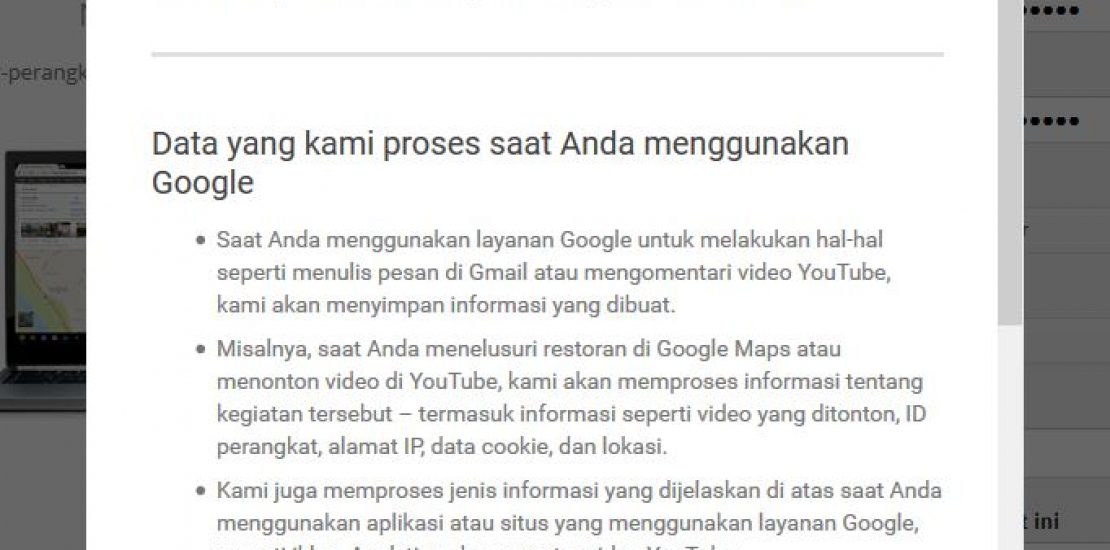 -perangk
Data yang kami proses saat Anda menggunakan
Google
Saat Anda menggunakan layanan Google untuk melakukan hal-hal
seperti menulis pesan di Gmail atau mengomentari video YouTube,
kami akan menyimpan informasi yang dibuat.
Misalnya, saat Anda menelusuri restoran di Google Maps atau
menonton video di YouTube, kami akan memproses informasi tentang
kegiatan tersebut – termasuk informasi seperti video yang ditonton, ID
perangkat, alamat IP, data cookie, dan lokasi.
Kami juga memproses jenis informasi yang dijelaskan di atas saat Anda
menggunakan aplikasi atau situs yang menggunakan layanan Google,
t ini